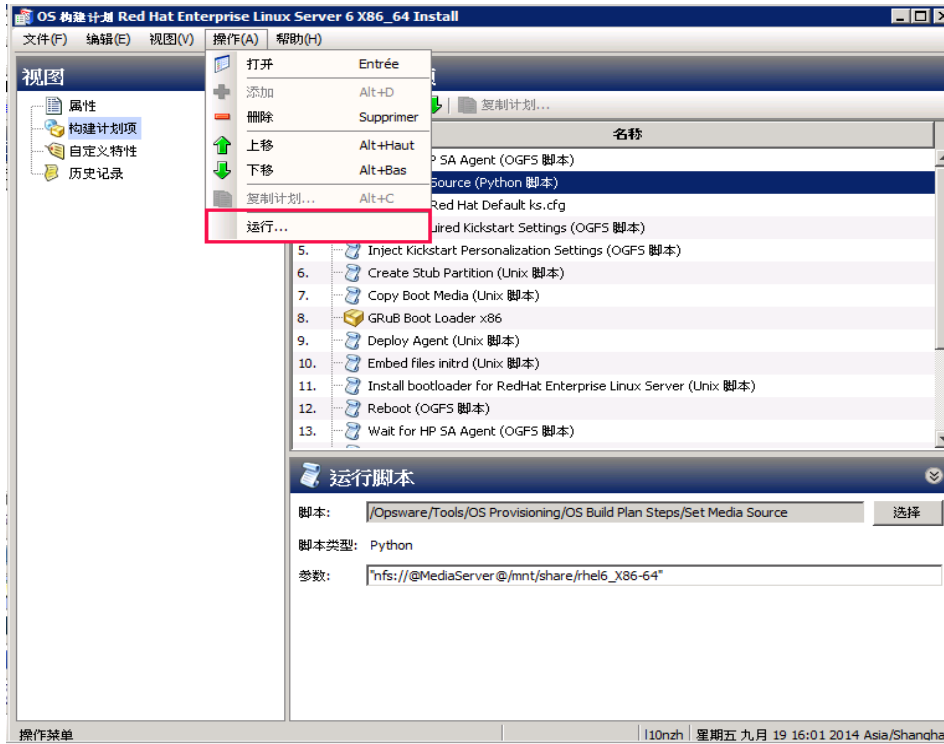 OS 构建计划 Red Hat Enterprise Linux Server 6 X86_64 Install
文件(F) 编辑(E) 视图(V) 操作(A) 帮助(H)
视图
属性
构建计划项
自定义特性
历史记录
打开 Entrée
添加 Alt+D
删除 Supprimer
上移 Alt+Haut
下移 Alt+Bas
复制计划... Alt+C
运行...
复制计划...
名称
SA Agent (OGFS 脚本)
Source (Python 脚本)
Red Hat Default ks.cfg
Kickstart Settings (OGFS 脚本)
5. Inject Kickstart Personalization Settings (OGFS 脚本)
6. Create Stub Partition (Unix 脚本)
7. Copy Boot Media (Unix 脚本)
8. GRuB Boot Loader x86
9. Deploy Agent (Unix 脚本)
10. Embed files initrd (Unix 脚本)
11. Install bootloader for RedHat Enterprise Linux Server (Unix 脚本)
12. Reboot (OGFS 脚本)
13. Wait for HP SA Agent (OGFS 脚本)
运行脚本
脚本: /Opsware/Tools/OS Provisioning/OS Build Plan Steps/Set Media Source 选择
脚本类型: Python
参数: "nfs://@MediaServer@/mnt/share/rhel6_X86-64"
操作菜单 l10nzh 星期五 九月 19 16:01 2014 Asia/Shangha